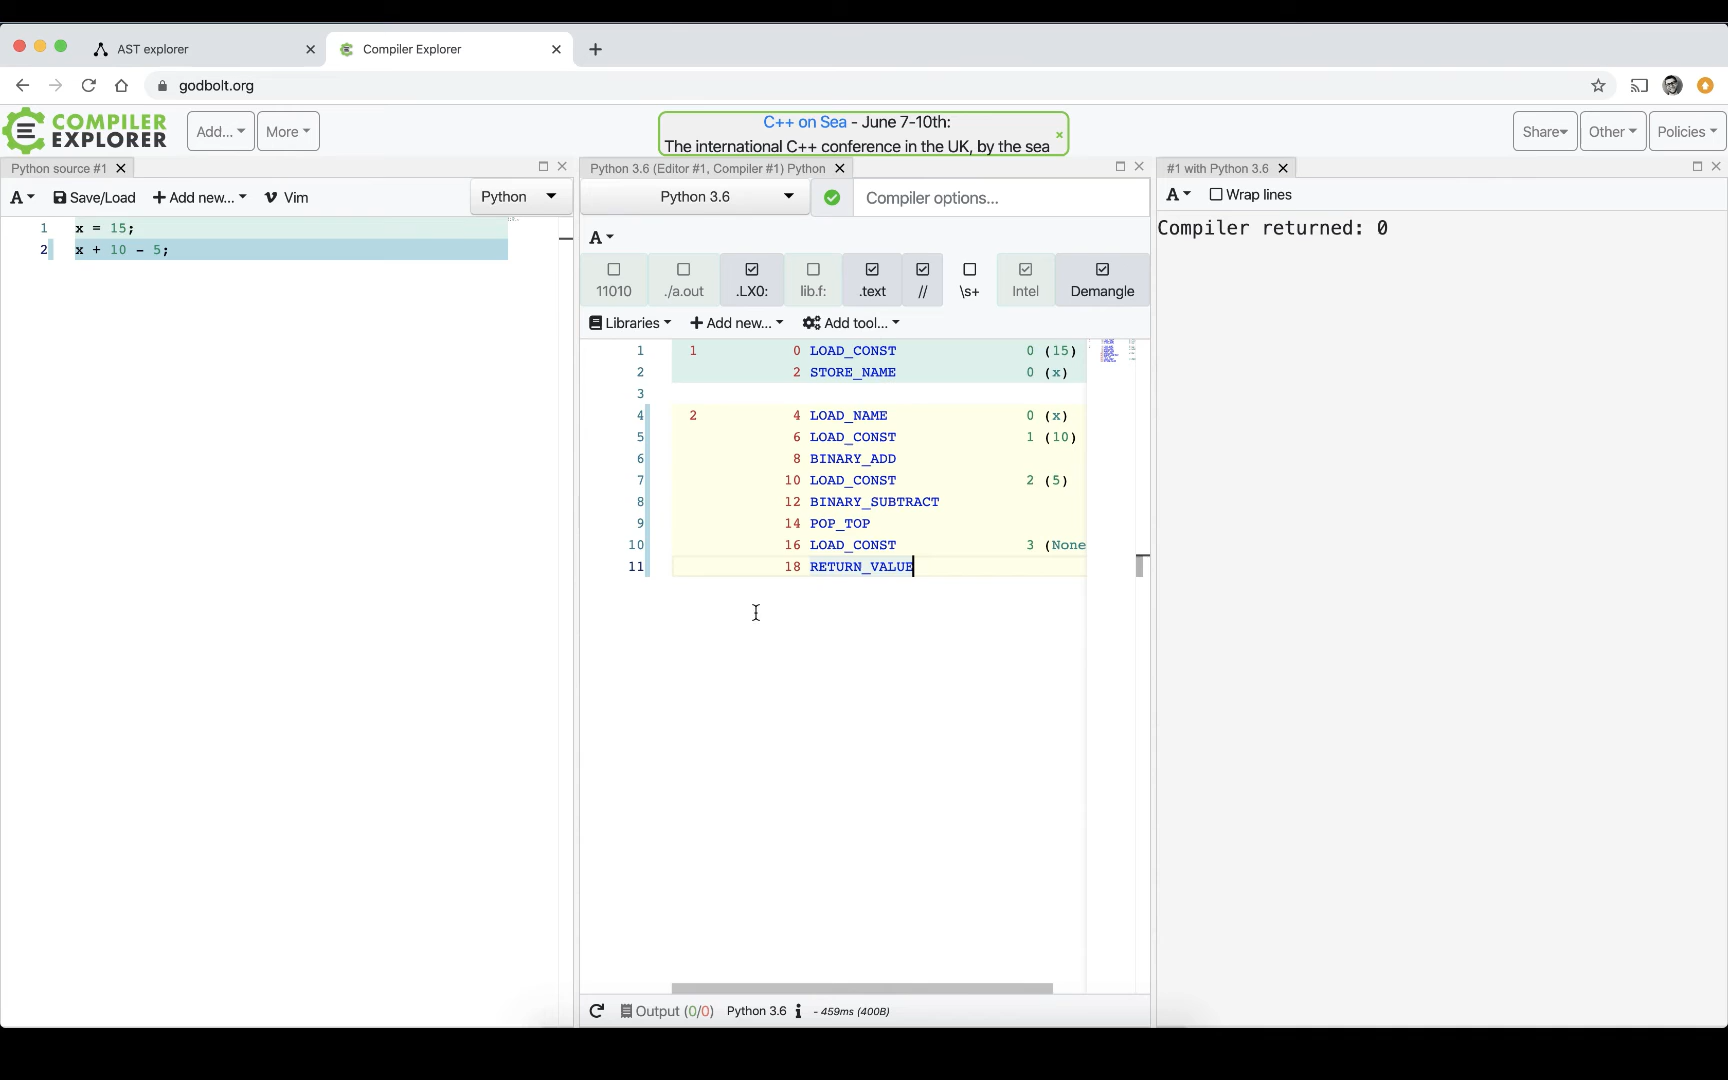 AST explorer
Compiler Explorer
godbolt.org
COMPILER
EXPLORER
Add...
More
C++ on Sea - June 7-10th:
The international C++ conference in the UK, by the sea
Share
Other
Policies
Python source #1
A
Save/Load
Add new...
Vim
Python
1 x = 15;
2 x + 10 - 5;
Python 3.6 (Editor #1, Compiler #1) Python
Python 3.6
Compiler options...
A
11010
./a.out
.LX0:
lib.f:
.text
//
\s+
Intel
Demangle
Libraries
Add new...
Add tool...
1 1 0 LOAD_CONST 0 (15)
2 2 STORE_NAME 0 (x)
3
4 2 4 LOAD_NAME 0 (x)
5 6 LOAD_CONST 1 (10)
6 8 BINARY_ADD
7 10 LOAD_CONST 2 (5)
8 12 BINARY_SUBTRACT
9 14 POP_TOP
10 16 LOAD_CONST 3 (None
11 18 RETURN_VALUE
Output (0/0) Python 3.6 i - 459ms (400B)
#1 with Python 3.6
A
Wrap lines
Compiler returned: 0